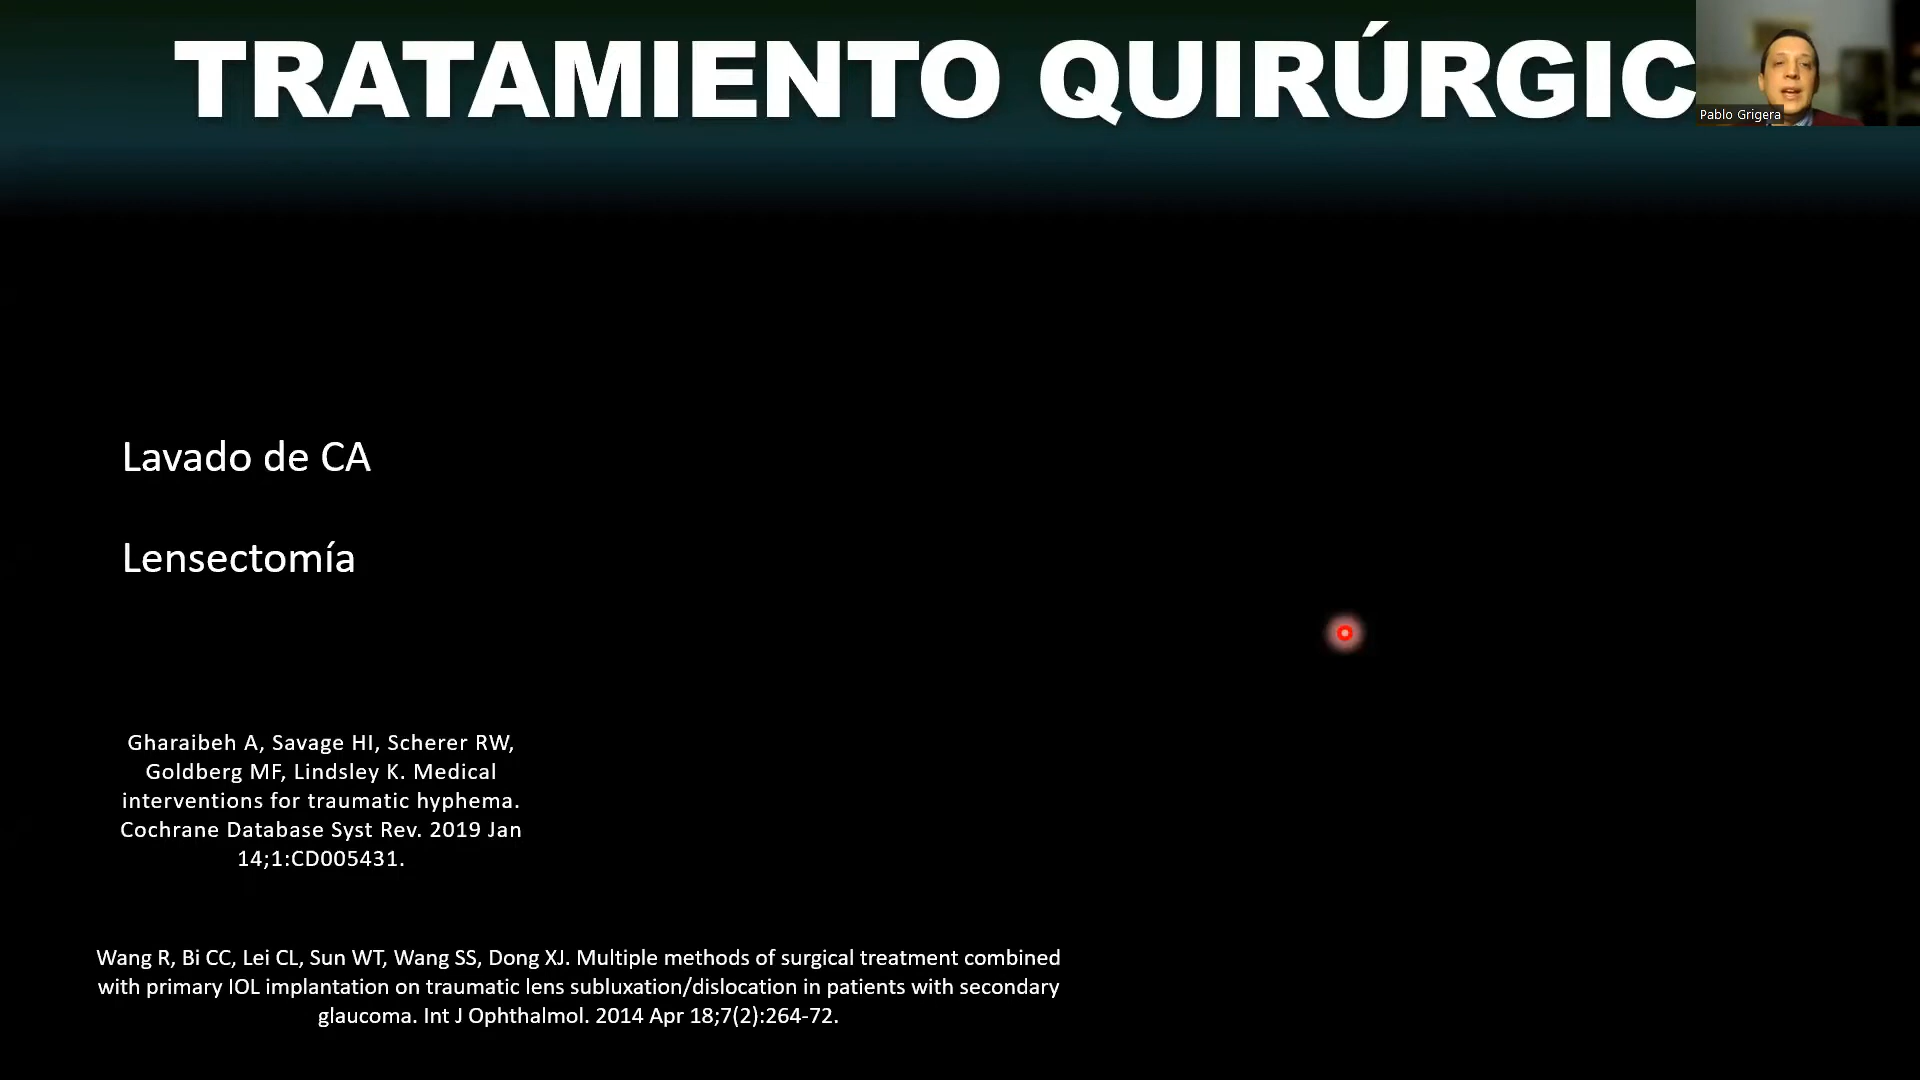 TRATAMIENTO QUIRÚRGIC
Pablo Grigera
Lavado de CA
Lensectomía
Gharaibeh A, Savage HI, Scherer RW,
Goldberg MF, Lindsley K. Medical
interventions for traumatic hyphema.
Cochrane Database Syst Rev. 2019 Jan
14;1:CD005431.
Wang R, Bi CC, Lei CL, Sun WT, Wang SS, Dong XJ. Multiple methods of surgical treatment combined
with primary IOL implantation on traumatic lens subluxation/dislocation in patients with secondary
glaucoma. Int J Ophthalmol. 2014 Apr 18;7(2):264-72.